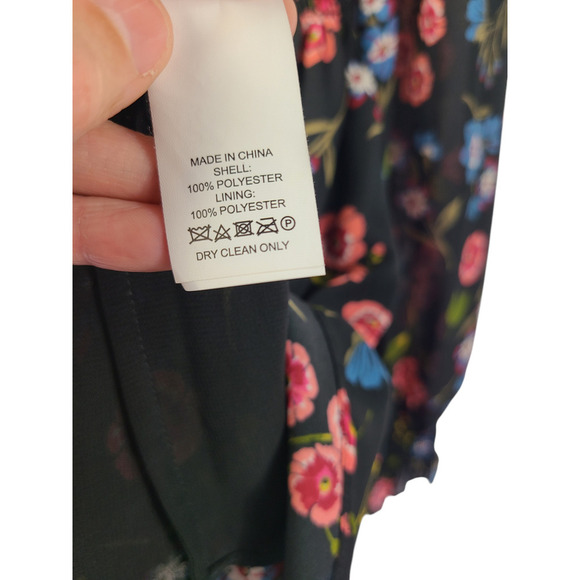 MADE IN CHINA
SHELL:
100% POLYESTER
LINING:
100% POLYESTER
P
DRY CLEAN ONLY